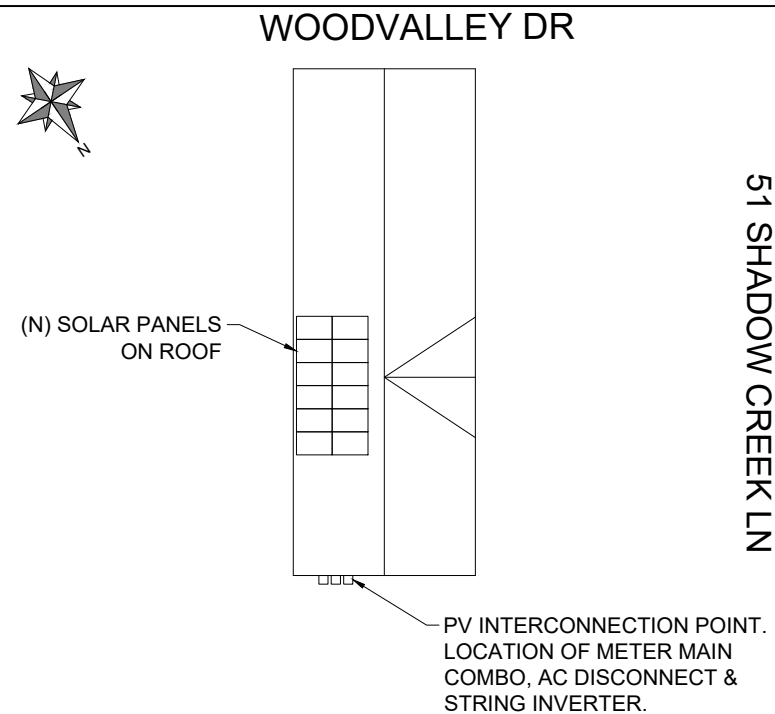 WOODVALLEY DR
N
51 SHADOW CREEK LN
(N) SOLAR PANELS
ON ROOF
PV INTERCONNECTION POINT.
LOCATION OF METER MAIN
COMBO, AC DISCONNECT &
STRING INVERTER.